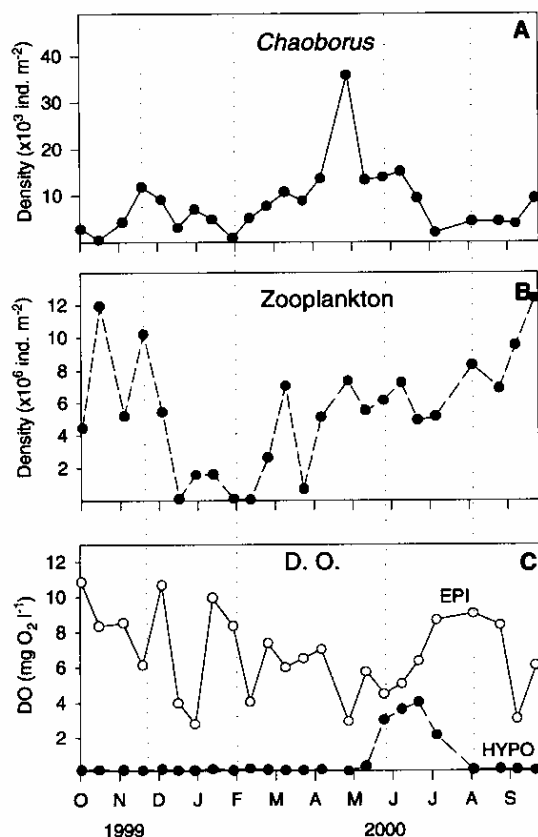 A
Chaoborus
Density (x10³ ind. m⁻²)
40
30
20
10
B
Zooplankton
Density (x10⁶ ind. m⁻²)
12
10
8
6
4
2
C
D. O.
DO (mg O₂ l⁻¹)
12
10
8
6
4
2
EPI
HYPO
O N D J F M A M J J A S
1999 2000